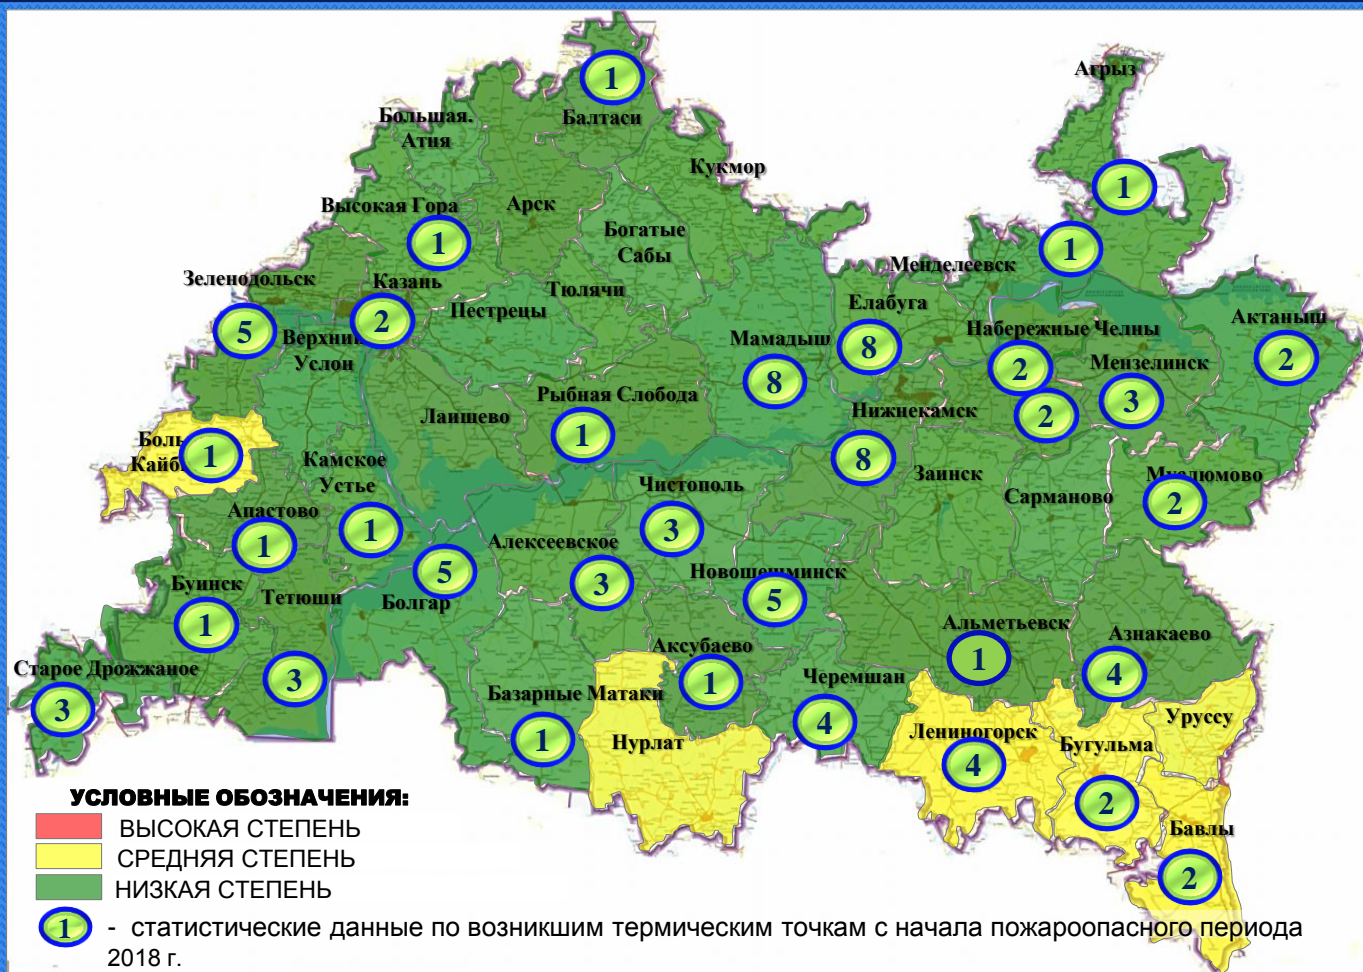 1
Агрыз
Балтаси
Большая.
Атня
Кукмор
1
Высокая Гора
Арск
1
Богатые
Сабы
1
Менделеевск
Зеленодольск
Казань
Тюлячи
Елабуга
Пестрецы
5
2
Верхний
Услон
Мамадыш
8
Набережные Челны
Актаныш
2
8
2
Мензелинск
Рыбная Слобода
3
Лаишево
1
Нижнекамск
2
1
Камское
Устье
8
Заинск
Муслюмово
Чистополь
Сарманово
2
Апастово
1
1
3
Алексеевское
5
Новошешминск
Буинск
3
Тетюши
Болгар
5
1
Альметьевск
Азнакаево
Аксубаево
1
Старое Дрожжаное
3
1
Черемшан
4
Базарные Матаки
3
4
Уруссу
1
Нурлат
Лениногорск
Бугульма
4
2
Бавлы
2
УСЛОВНЫЕ ОБОЗНАЧЕНИЯ:
ВЫСОКАЯ СТЕПЕНЬ
СРЕДНЯЯ СТЕПЕНЬ
НИЗКАЯ СТЕПЕНЬ
1 - статистические данные по возникшим термическим точкам с начала пожароопасного периода
2018 г.